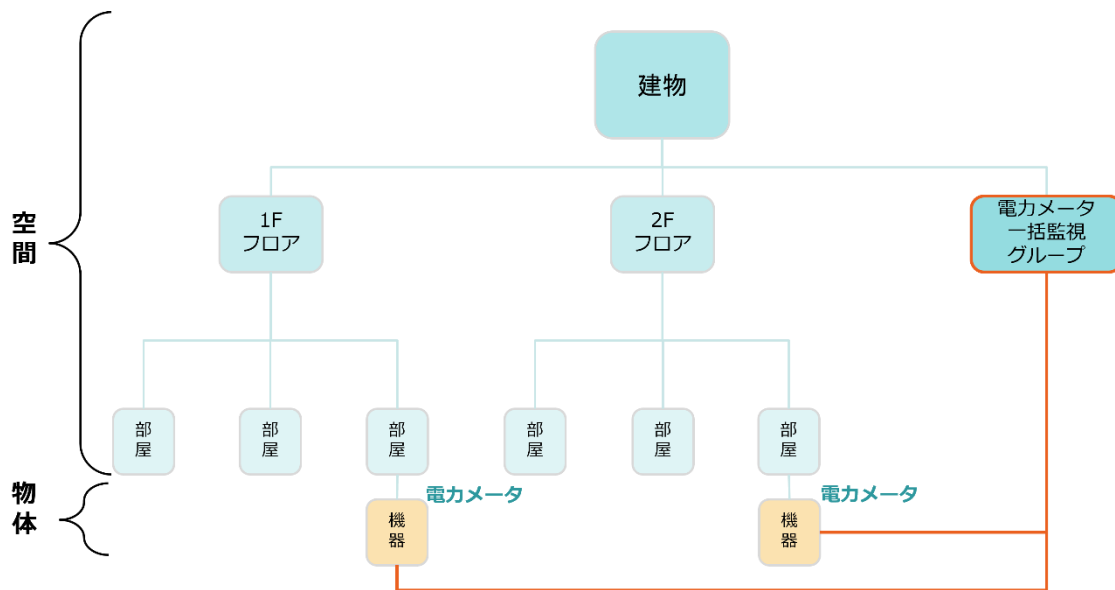 建物
1F
フロア
2F
フロア
電力メータ
一括監視
グループ
空
間
部
屋
部
屋
部
屋
部
屋
部
屋
部
屋
物
体
電力メータ
電力メータ
機
器
機
器